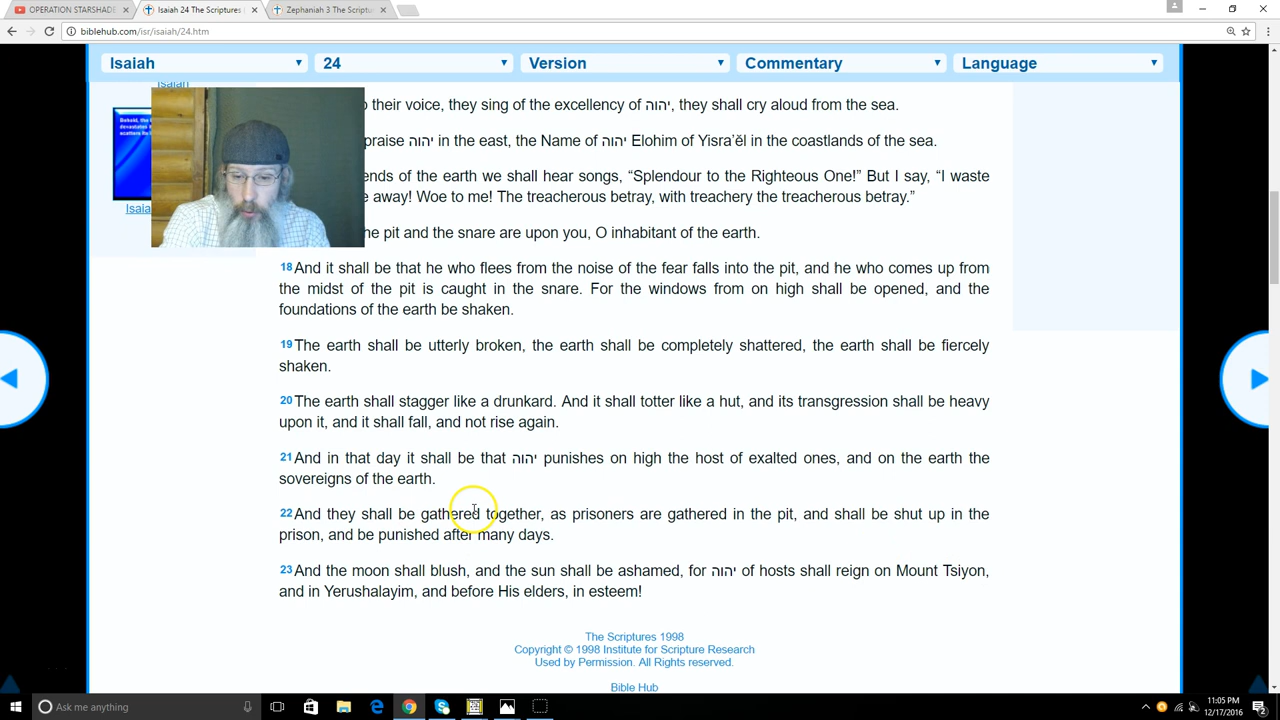 OPERATION STARSHADE
Isaiah 24 The Scriptures
Zephaniah 3 The Scriptu
biblehub.com/isr/isaiah/24.htm
Isaiah
24
Version
Commentary
Language
Isaiah
Behold, the
devastates
Isaia
their voice, they sing of the excellency of יהוה, they shall cry aloud from the sea.
praise יהוה in the east, the Name of יהוה Elohim of Yisra’ĕl in the coastlands of the sea.
ends of the earth we shall hear songs, “Splendour to the Righteous One!” But I say, “I waste
away! Woe to me! The treacherous betray, with treachery the treacherous betray.”
the pit and the snare are upon you, O inhabitant of the earth.
18 And it shall be that he who flees from the noise of the fear falls into the pit, and he who comes up from
the midst of the pit is caught in the snare. For the windows from on high shall be opened, and the
foundations of the earth be shaken.
19 The earth shall be utterly broken, the earth shall be completely shattered, the earth shall be fiercely
shaken.
20 The earth shall stagger like a drunkard. And it shall totter like a hut, and its transgression shall be heavy
upon it, and it shall fall, and not rise again.
21 And in that day it shall be that יהוה punishes on high the host of exalted ones, and on the earth the
sovereigns of the earth.
22 And they shall be gathered together, as prisoners are gathered in the pit, and shall be shut up in the
prison, and be punished after many days.
23 And the moon shall blush, and the sun shall be ashamed, for יהוה of hosts shall reign on Mount Tsiyon,
and in Yerushalayim, and before His elders, in esteem!
The Scriptures 1998
Copyright © 1998 Institute for Scripture Research
Used by Permission. All Rights reserved.
Bible Hub
Ask me anything
11:05 PM
12/17/2016
2